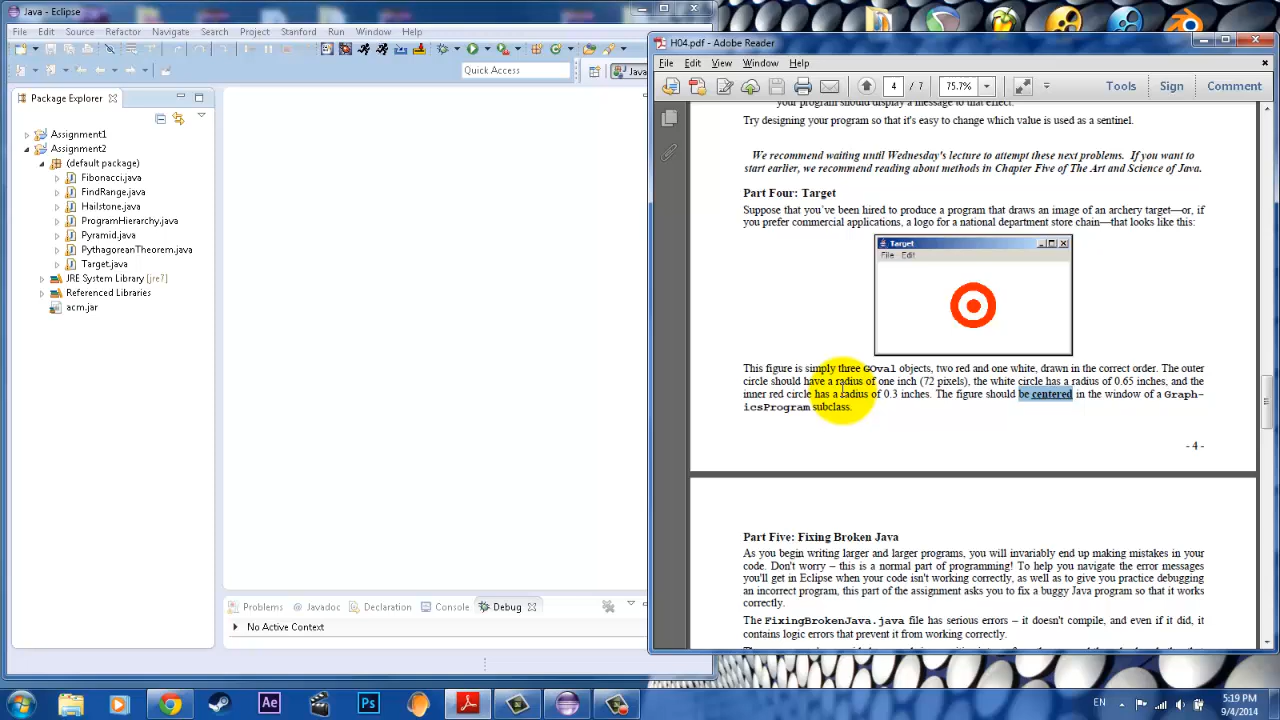 Java - Eclipse
File Edit Source Refactor Navigate Search Project Standard Run Window Help
Quick Access
Java
Package Explorer
Assignment1
Assignment2
(default package)
Fibonacci.java
FindRange.java
Hailstone.java
ProgramHierarchy.java
Pyramid.java
PythagoreanTheorem.java
Target.java
JRE System Library [jre7]
Referenced Libraries
acm.jar
Problems Javadoc Declaration Console Debug
No Active Context
H04.pdf - Adobe Reader
File Edit View Window Help
4 / 7 75.7% Tools Sign Comment
your program should display a message to that effect.
Try designing your program so that it's easy to change which value is used as a sentinel.
We recommend waiting until Wednesday's lecture to attempt these next problems. If you want to
start earlier, we recommend reading about methods in Chapter Five of The Art and Science of Java.
Part Four: Target
Suppose that you've been hired to produce a program that draws an image of an archery target—or, if
you prefer commercial applications, a logo for a national department store chain—that looks like this:
Target
File Edit
This figure is simply three GOval objects, two red and one white, drawn in the correct order. The outer
circle should have a radius of one inch (72 pixels), the white circle has a radius of 0.65 inches, and the
inner red circle has a radius of 0.3 inches. The figure should be centered in the window of a Graph-
icsProgram subclass.
- 4 -
Part Five: Fixing Broken Java
As you begin writing larger and larger programs, you will invariably end up making mistakes in your
code. Don't worry – this is a normal part of programming! To help you navigate the error messages
you'll get in Eclipse when your code isn't working correctly, as well as to give you practice debugging
an incorrect program, this part of the assignment asks you to fix a buggy Java program so that it works
correctly.
The FixingBrokenJava.java file has serious errors – it doesn't compile, and even if it did, it
contains logic errors that prevent it from working correctly.
Ae
Ps
EN
5:19 PM
9/4/2014